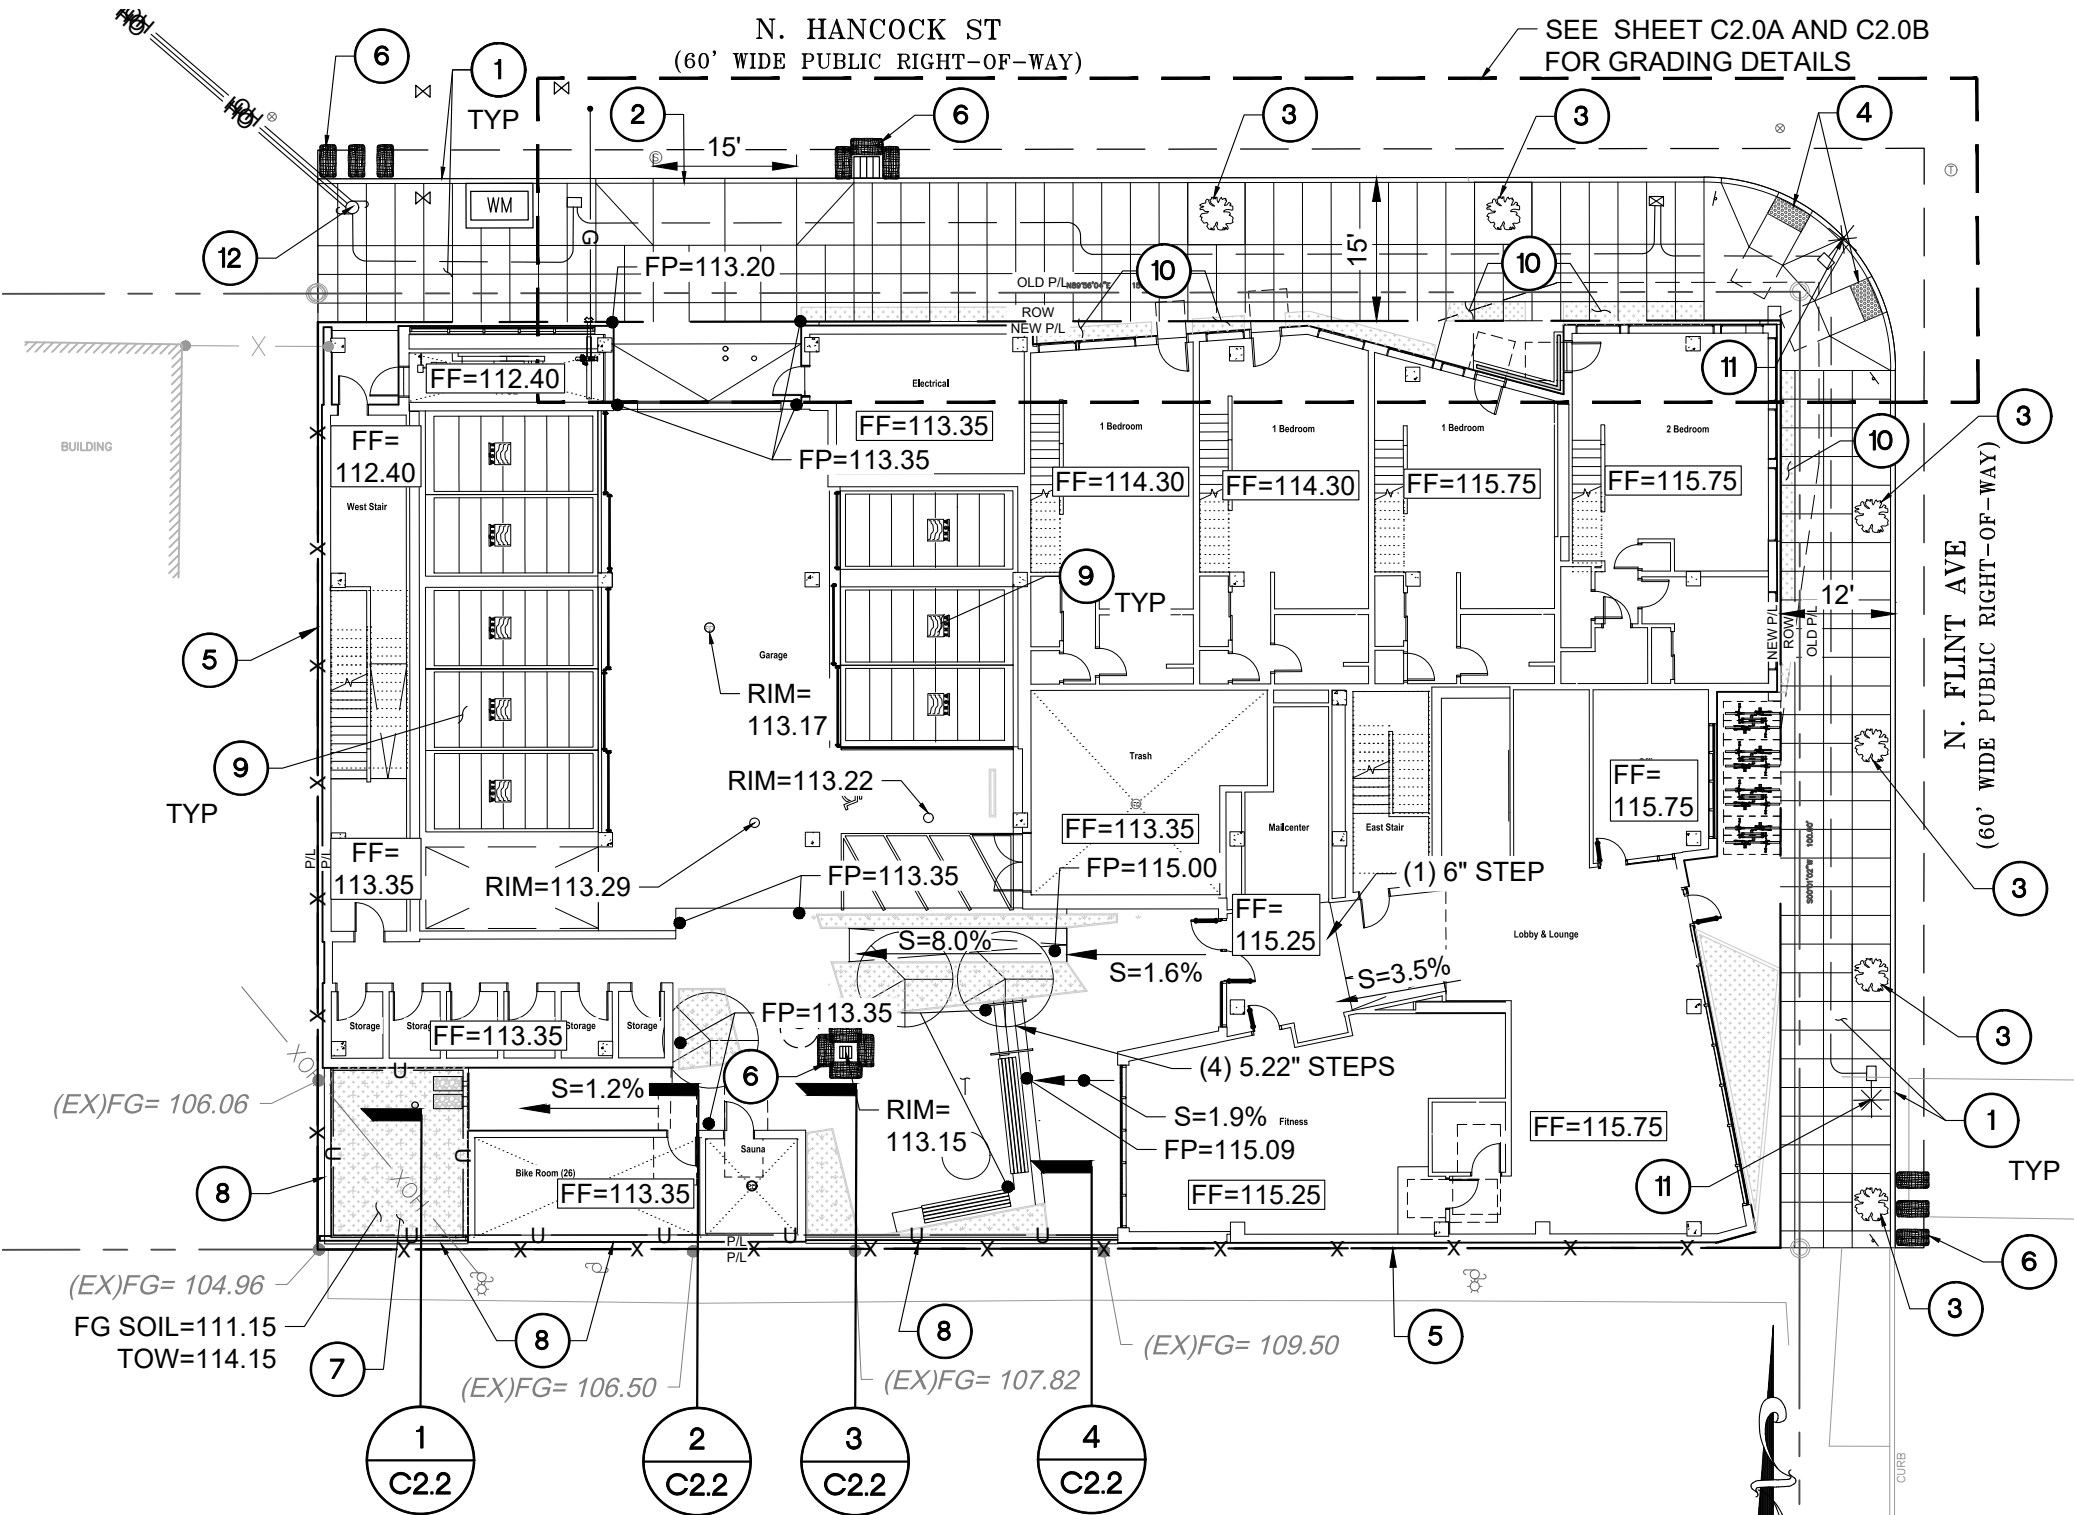 N. HANCOCK ST
(60' WIDE PUBLIC RIGHT-OF-WAY)
SEE SHEET C2.0A AND C2.0B
FOR GRADING DETAILS
6
1
TYP
2
15'
6
3
3
4
WM
12
G
FP=113.20
OLD P/L
N89°56'04"E
ROW
NEW P/L
10
15'
10
11
FF=112.40
Electrical
FF=113.35
FP=113.35
BUILDING
FF=
112.40
West Stair
1 Bedroom
FF=114.30
1 Bedroom
FF=114.30
1 Bedroom
FF=115.75
2 Bedroom
FF=115.75
3
10
N. FLINT AVE
(60' WIDE PUBLIC RIGHT-OF-WAY)
9
TYP
12'
NEW P/L
ROW
OLD P/L
5
Garage
RIM=
113.17
9
TYP
RIM=113.22
Trash
FF=113.35
FF=
115.75
3
P/L
P/L
FF=
113.35
RIM=113.29
FP=113.35
FP=115.00
Mailcenter
East Stair
(1) 6" STEP
S00°01'02"W 100.60'
3
FF=
115.25
Lobby & Lounge
S=8.0%
S=1.6%
S=3.5%
FP=113.35
Storage
Storage
FF=113.35
Storage
Storage
(4) 5.22" STEPS
3
(EX)FG= 106.06
S=1.2%
6
RIM=
113.15
S=1.9%
Fitness
FP=115.09
FF=115.75
1
TYP
8
Bike Room (26)
FF=113.35
Sauna
FF=115.25
11
P/L
P/L
6
(EX)FG= 104.96
FG SOIL=111.15
TOW=114.15
7
8
8
5
3
(EX)FG= 109.50
(EX)FG= 106.50
(EX)FG= 107.82
1
C2.2
2
C2.2
3
C2.2
4
C2.2
CURB